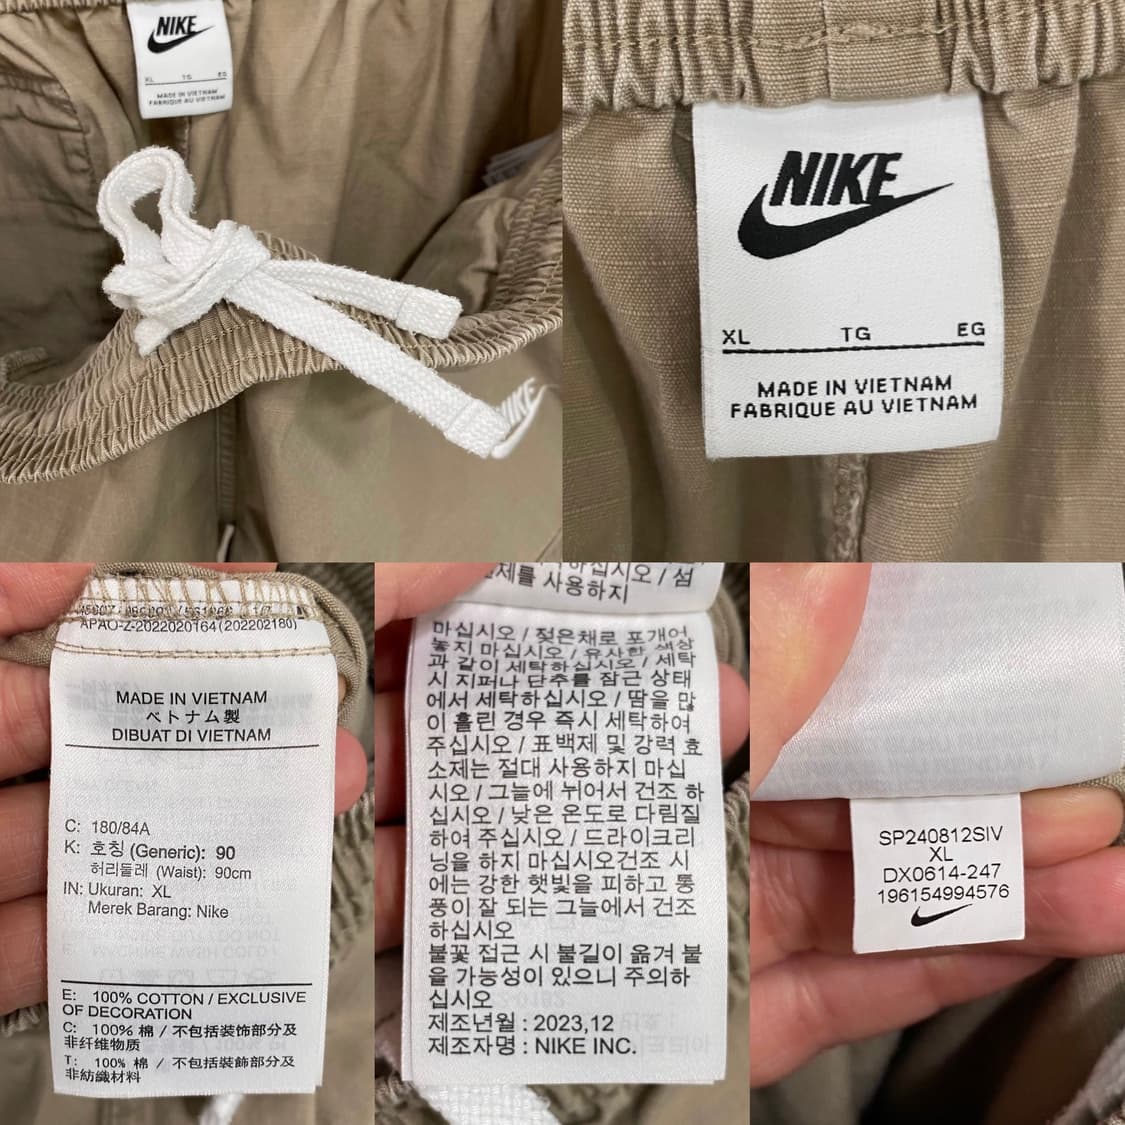 NIKE
XL TG EG
MADE IN VIETNAM
FABRIQUE AU VIETNAM
NIKE
NIKE
XL TG EG
MADE IN VIETNAM
FABRIQUE AU VIETNAM
APAO-Z-2022020164(202202180)
MADE IN VIETNAM
ベトナム製
DIBUAT DI VIETNAM
C: 180/84A
K: 호칭 (Generic): 90
허리둘레 (Waist): 90cm
IN: Ukuran: XL
Merek Barang: Nike
E: 100% COTTON / EXCLUSIVE
OF DECORATION
C: 100% 棉 / 不包括装饰部分及
非纤维物质
T: 100% 棉 / 不包括裝飾部分及
非紡織材料
하십시오 / 섬
제를 사용하지
마십시오 / 젖은채로 포개어
놓지 마십시오 / 유사한 색상
과 같이 세탁하십시오 / 세탁
시 지퍼나 단추를 잠근 상태
에서 세탁하십시오 / 땀을 많
이 흘린 경우 즉시 세탁하여
주십시오 / 표백제 및 강력 효
소제는 절대 사용하지 마십
시오 / 그늘에 뉘어서 건조 하
십시오 / 낮은 온도로 다림질
하여 주십시오 / 드라이크리
닝을 하지 마십시오건조 시
에는 강한 햇빛을 피하고 통
풍이 잘 되는 그늘에서 건조
하십시오
불꽃 접근 시 불길이 옮겨 붙
을 가능성이 있으니 주의하
십시오
제조년월 : 2023,12
제조자명 : NIKE INC.
SP240812SIV
XL
DX0614-247
196154994576